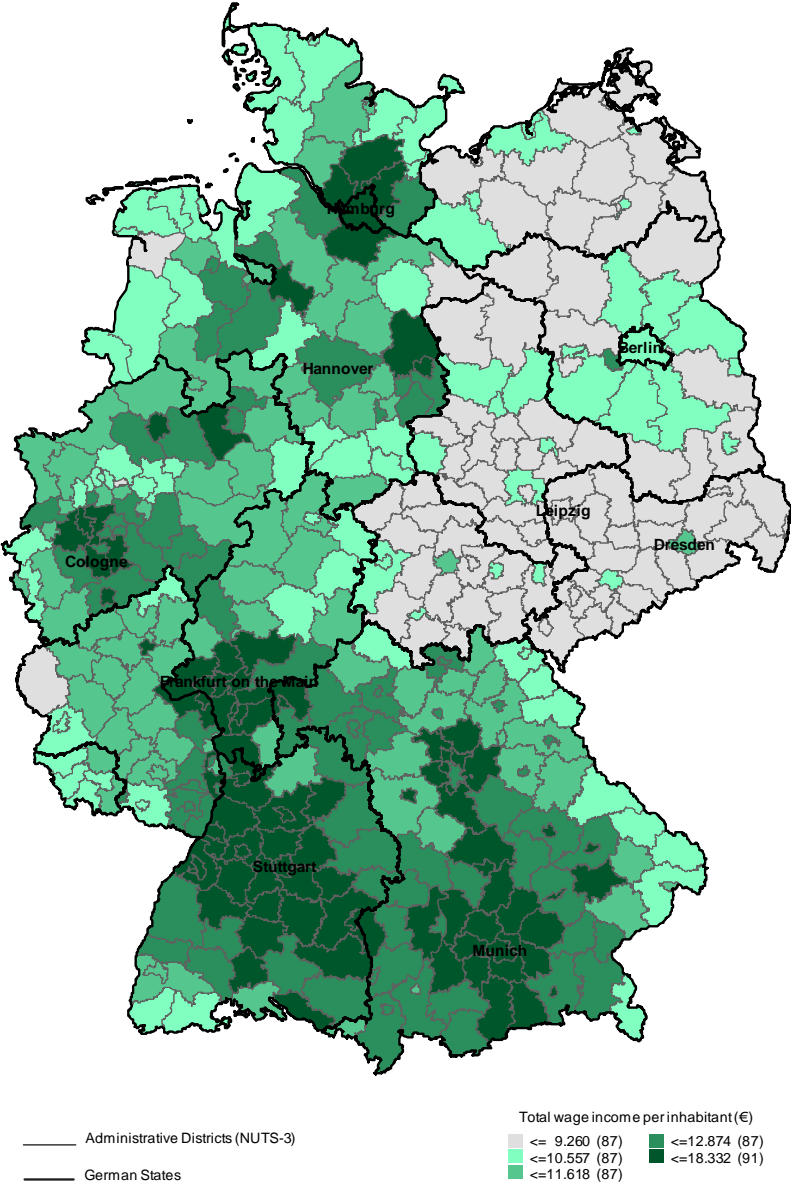 Hamburg
Berlin
Hannover
Leipzig
Dresden
Cologne
Frankfurt on the Main
Stuttgart
Munich
Total wage income per inhabitant (€)
Administrative Districts (NUTS-3)
German States
<= 9.260 (87)
<=10.557 (87)
<=11.618 (87)
<=12.874 (87)
<=18.332 (91)